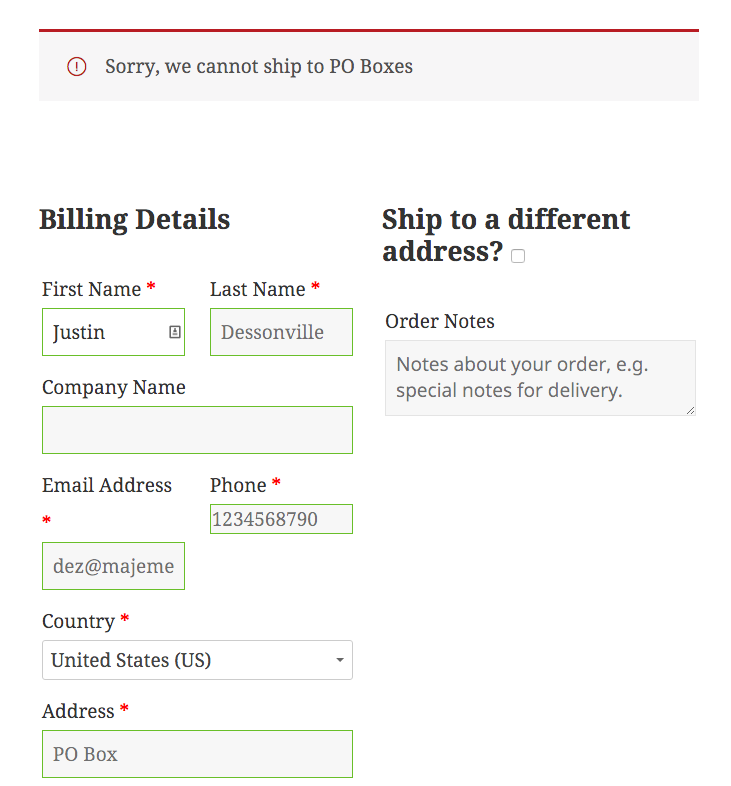 Sorry, we cannot ship to PO Boxes
Billing Details
First Name *
Last Name *
Justin
Dessonville
Company Name
Email Address
*
Phone *
dez@majeme
1234568790
Country *
United States (US)
Address *
PO Box
Ship to a different
address?
Order Notes
Notes about your order, e.g.
special notes for delivery.